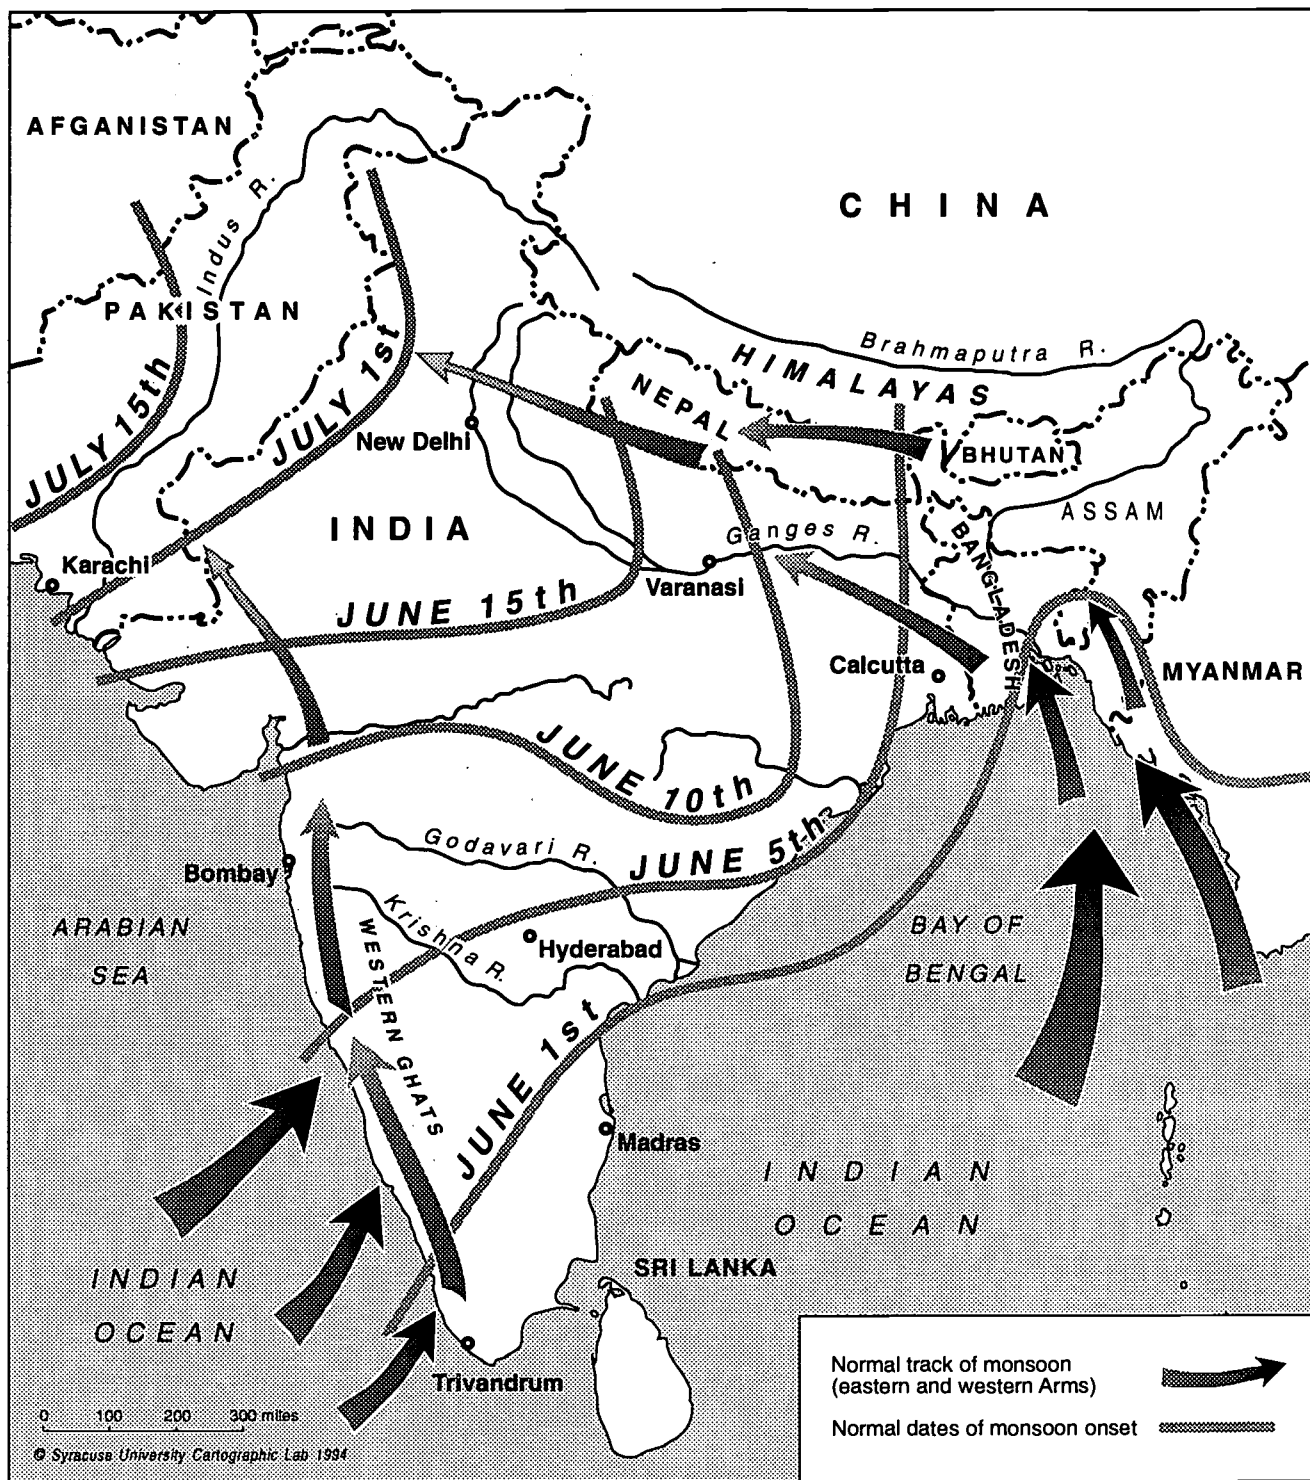 AFGANISTAN
CHINA
Indus R.
PAKISTAN
HIMALAYAS
Brahmaputra R.
NEPAL
JULY 15th
JULY 1st
New Delhi
BHUTAN
ASSAM
INDIA
Ganges R.
BANGLADESH
Karachi
Varanasi
JUNE 15th
Calcutta
MYANMAR
JUNE 10th
Godavari R.
JUNE 5th
Bombay
Krishna R.
WESTERN GHATS
Hyderabad
ARABIAN
SEA
BAY OF
BENGAL
JUNE 1st
Madras
INDIAN
OCEAN
INDIAN
OCEAN
SRI LANKA
Trivandrum
Normal track of monsoon
(eastern and western Arms)
Normal dates of monsoon onset
0 100 200 300 miles
© Syracuse University Cartographic Lab 1994